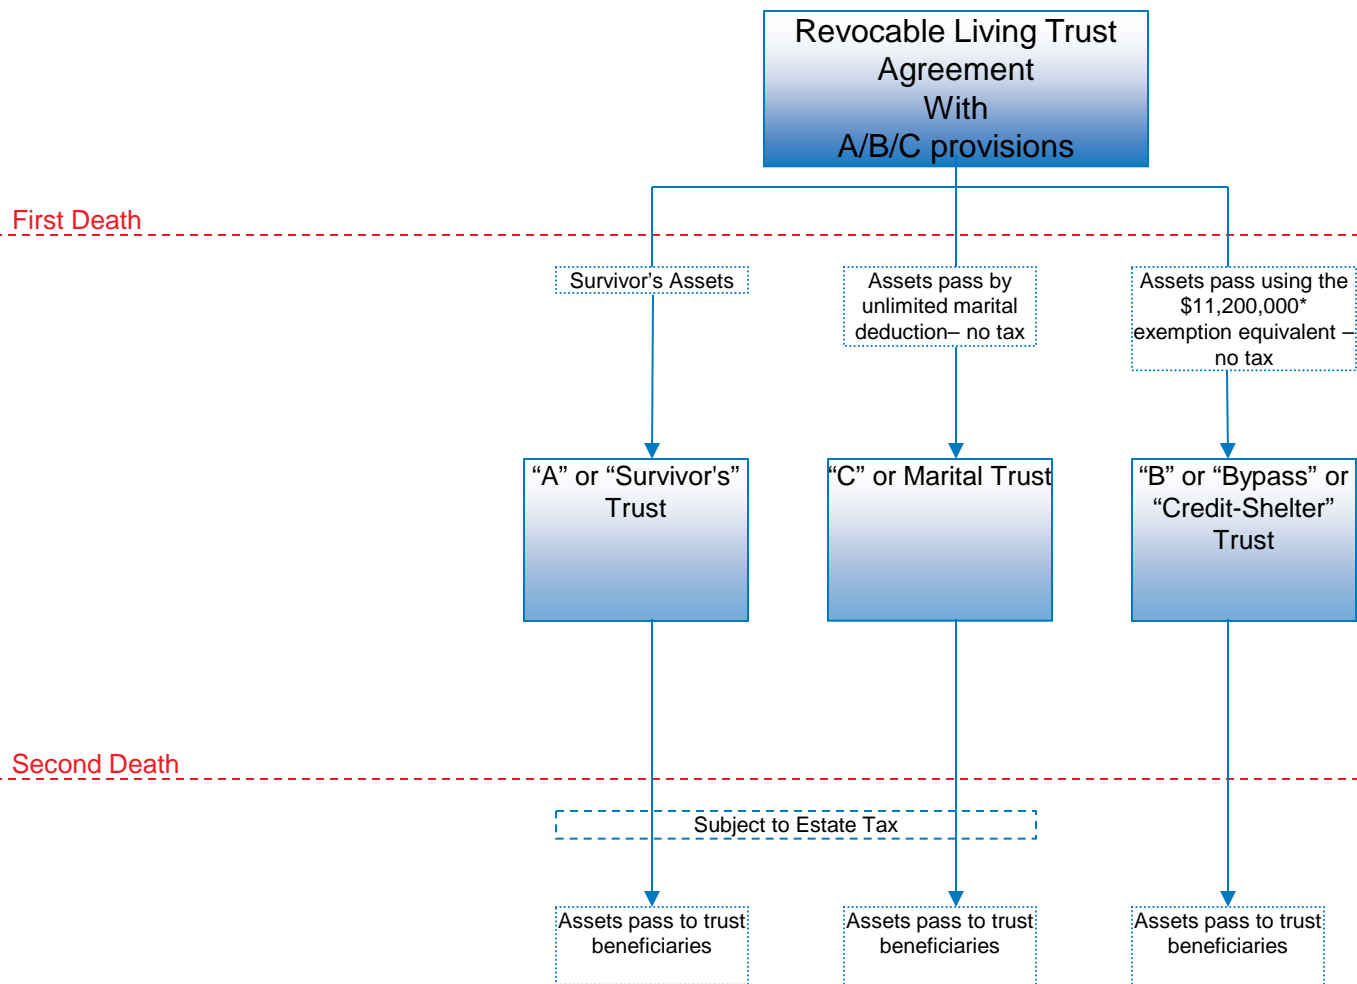 Revocable Living Trust
Agreement
With
A/B/C provisions
First Death
Survivor’s Assets
Assets pass by
unlimited marital
deduction– no tax
Assets pass using the
$11,200,000*
exemption equivalent –
no tax
“A” or “Survivor's”
Trust
“C” or Marital Trust
“B” or “Bypass” or
“Credit-Shelter”
Trust
Second Death
Subject to Estate Tax
Assets pass to trust
beneficiaries
Assets pass to trust
beneficiaries
Assets pass to trust
beneficiaries